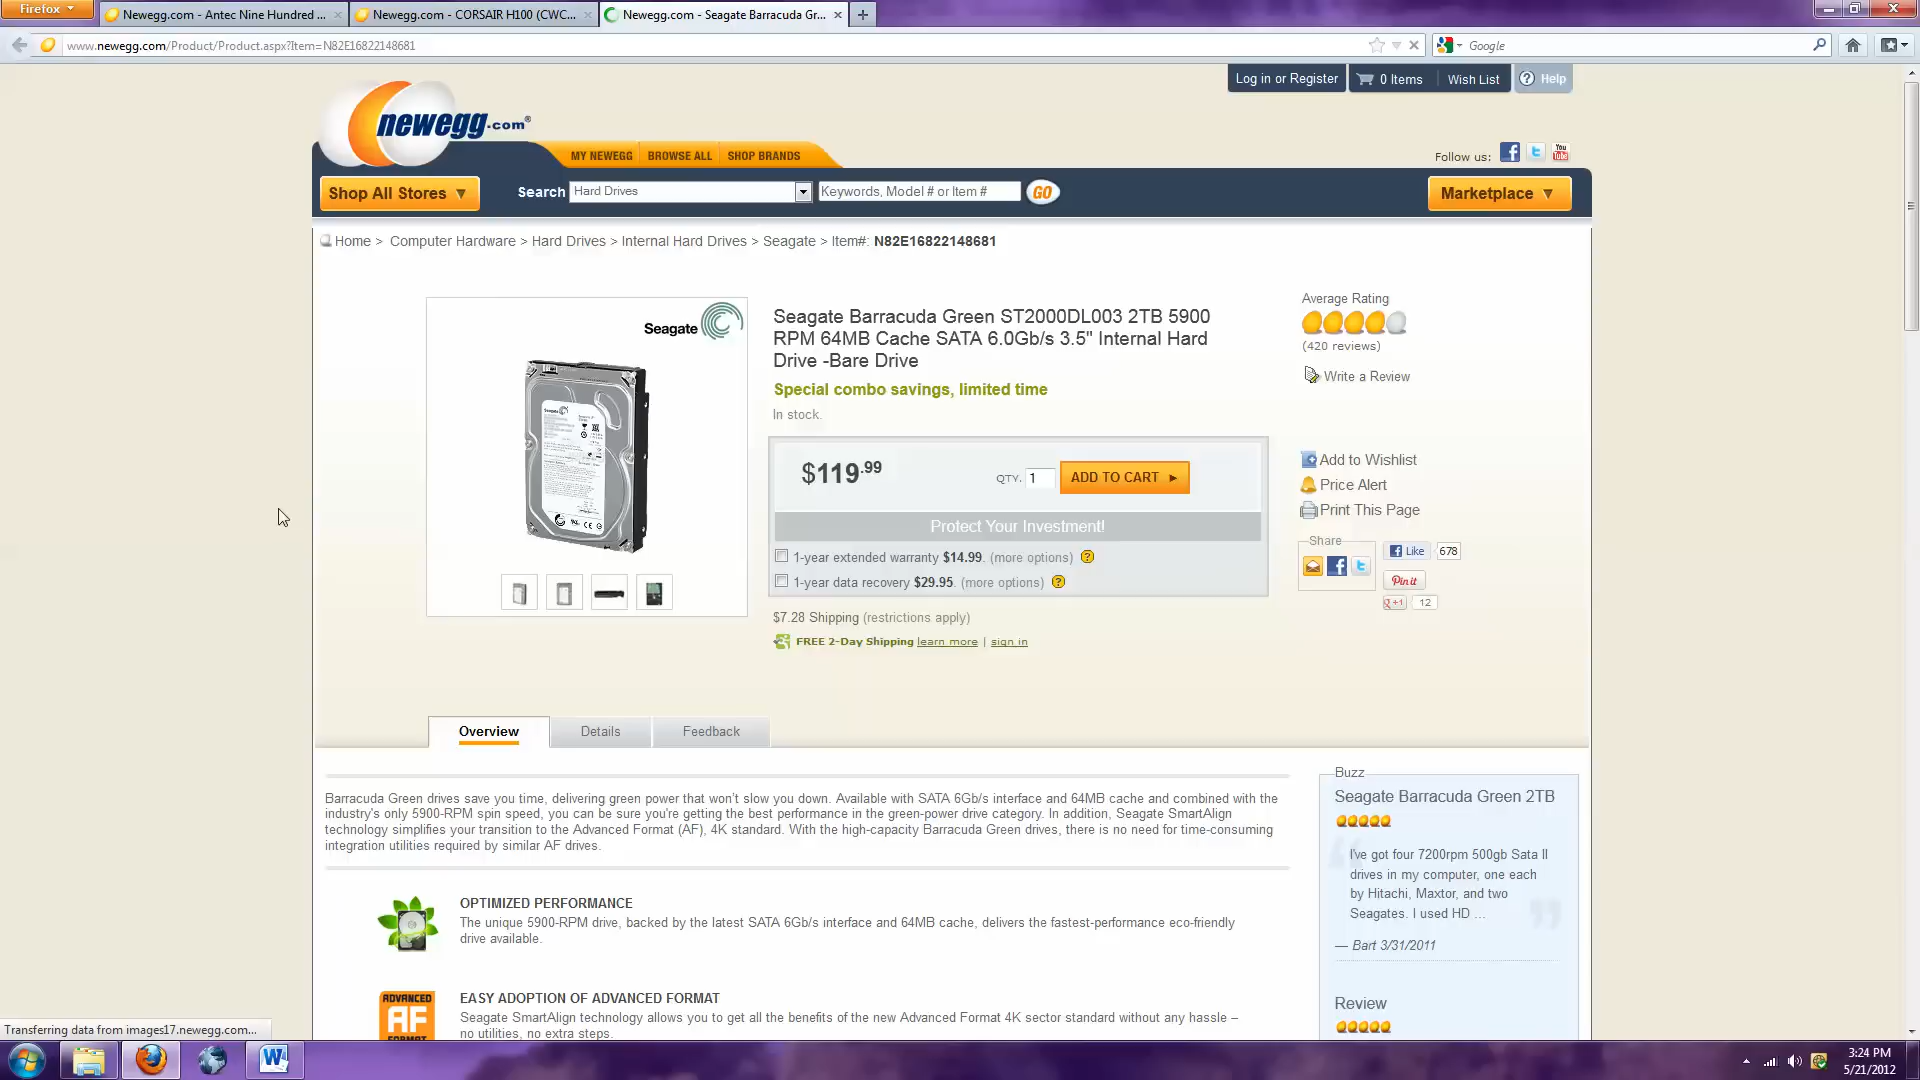 Firefox
Newegg.com - Antec Nine Hundred ...
Newegg.com - CORSAIR H100 (CWC...
Newegg.com - Seagate Barracuda Gr...
www.newegg.com/Product/Product.aspx?Item=N82E16822148681
Google
Log in or Register
0 Items
Wish List
Help
newegg.com®
MY NEWEGG
BROWSE ALL
SHOP BRANDS
Follow us:
You Tube
Shop All Stores
Search
Hard Drives
Keywords, Model # or Item #
GO
Marketplace
Home > Computer Hardware > Hard Drives > Internal Hard Drives > Seagate > Item#: N82E16822148681
Seagate
Seagate
Seagate Barracuda Green ST2000DL003 2TB 5900
RPM 64MB Cache SATA 6.0Gb/s 3.5" Internal Hard
Drive -Bare Drive
Special combo savings, limited time
In stock.
$119.99
QTY. 1
ADD TO CART
Protect Your Investment!
1-year extended warranty $14.99. (more options) ?
1-year data recovery $29.95. (more options) ?
$7.28 Shipping (restrictions apply)
FREE 2-Day Shipping learn more | sign in
Average Rating
(420 reviews)
Write a Review
Add to Wishlist
Price Alert
Print This Page
Share
Like
678
Pin it
+1
12
Overview
Details
Feedback
Barracuda Green drives save you time, delivering green power that won't slow you down. Available with SATA 6Gb/s interface and 64MB cache and combined with the
industry's only 5900-RPM spin speed, you can be sure you're getting the best performance in the green-power drive category. In addition, Seagate SmartAlign
technology simplifies your transition to the Advanced Format (AF), 4K standard. With the high-capacity Barracuda Green drives, there is no need for time-consuming
integration utilities required by similar AF drives.
OPTIMIZED PERFORMANCE
The unique 5900-RPM drive, backed by the latest SATA 6Gb/s interface and 64MB cache, delivers the fastest-performance eco-friendly
drive available.
ADVANCED
AF
FORMAT
EASY ADOPTION OF ADVANCED FORMAT
Seagate SmartAlign technology allows you to get all the benefits of the new Advanced Format 4K sector standard without any hassle –
no utilities, no extra steps.
Buzz
Seagate Barracuda Green 2TB
I've got four 7200rpm 500gb Sata II
drives in my computer, one each
by Hitachi, Maxtor, and two
Seagates. I used HD ...
— Bart 3/31/2011
Review
Transferring data from images17.newegg.com...
3:24 PM
5/21/2012